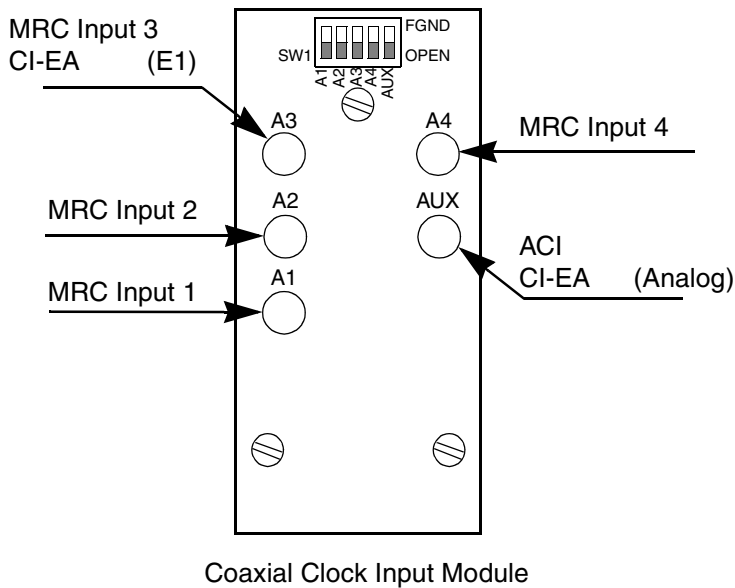 MRC Input 3
CI-EA (E1)
FGND
SW1
OPEN
A1
A2
A3
A4
AUX
A3
A4
MRC Input 4
MRC Input 2
A2
AUX
ACI
CI-EA (Analog)
MRC Input 1
A1
Coaxial Clock Input Module